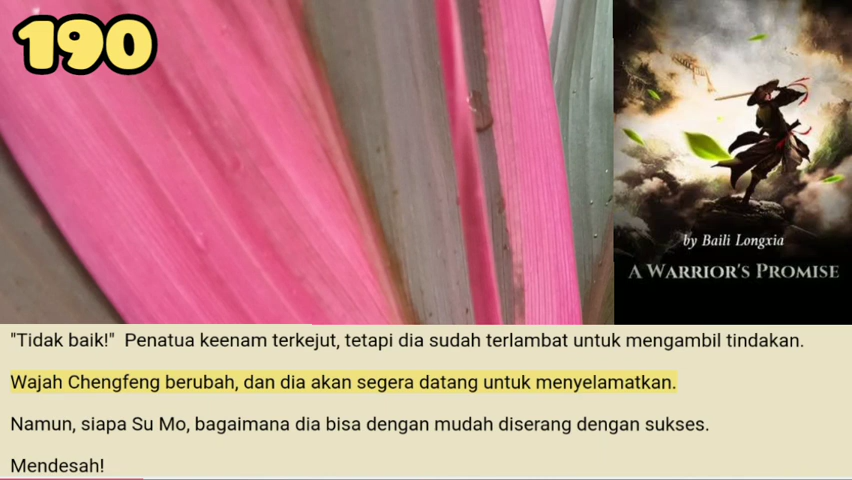 190
by Baili Longxia
A WARRIOR'S PROMISE
"Tidak baik!" Penatua keenam terkejut, tetapi dia sudah terlambat untuk mengambil tindakan.
Wajah Chengfeng berubah, dan dia akan segera datang untuk menyelamatkan.
Namun, siapa Su Mo, bagaimana dia bisa dengan mudah diserang dengan sukses.
Mendesah!